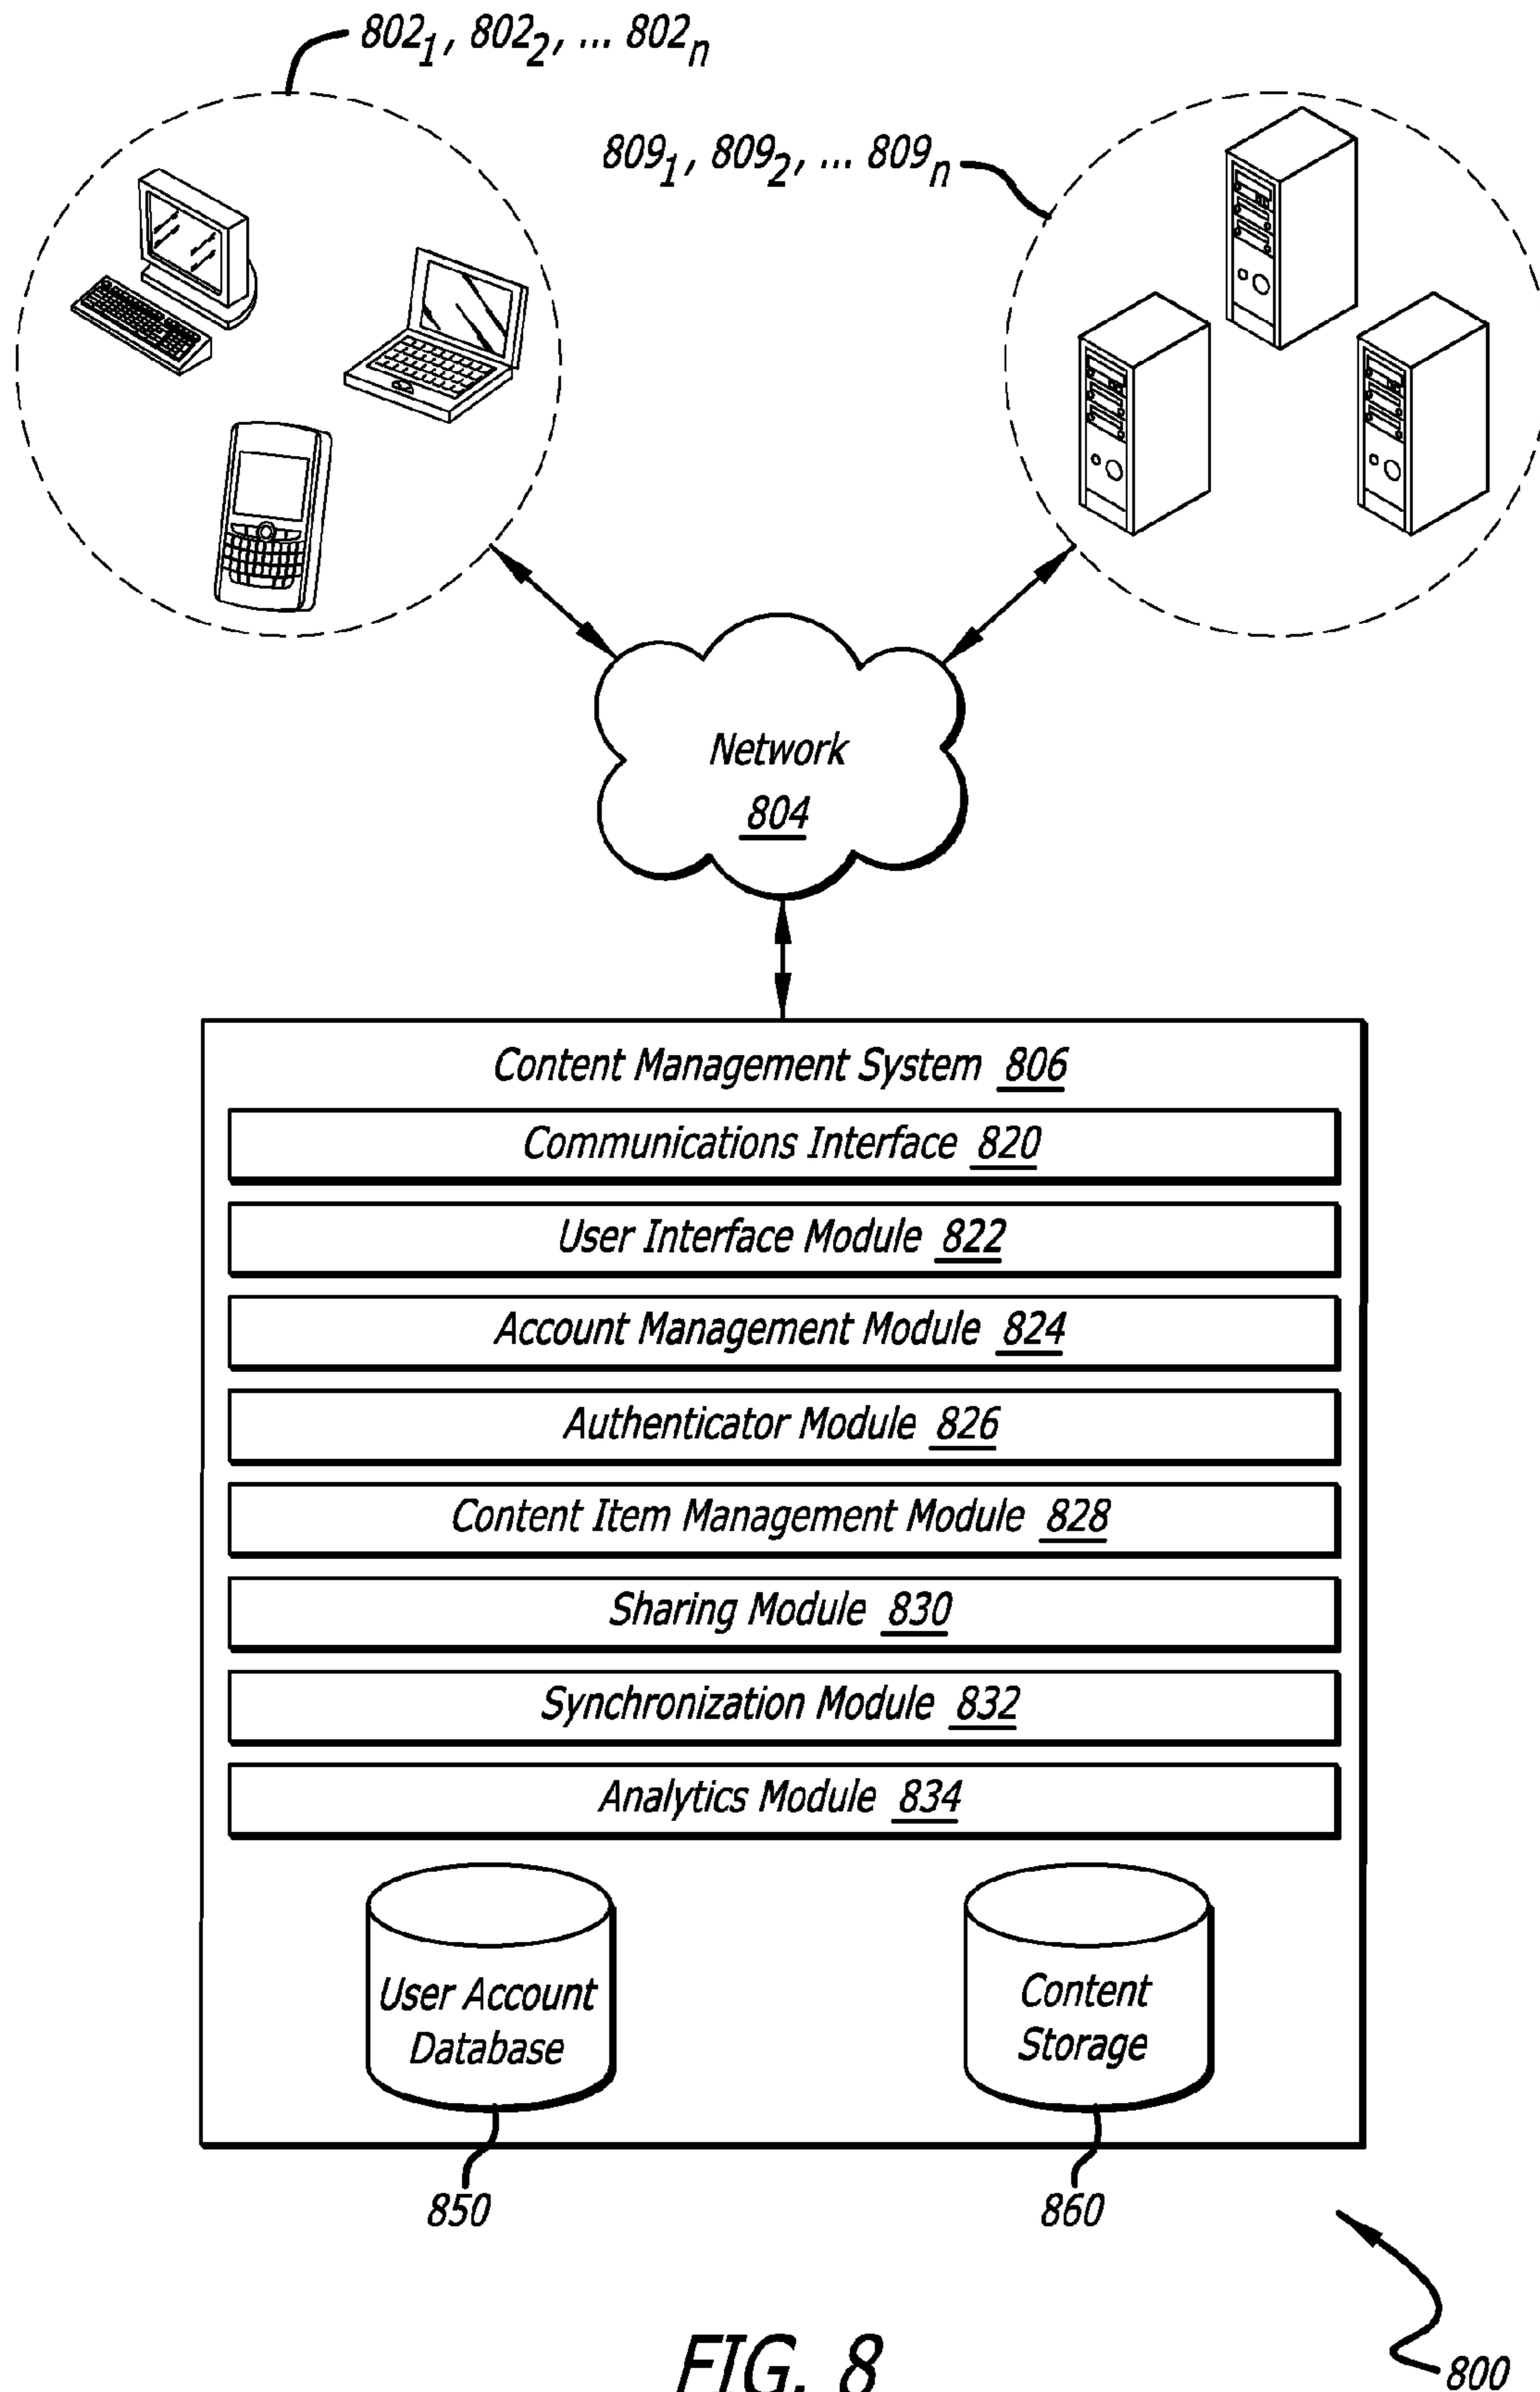 802₁, 802₂, ... 802ₙ
809₁, 809₂, ... 809ₙ
Network
804
Content Management System 806
Communications Interface 820
User Interface Module 822
Account Management Module 824
Authenticator Module 826
Content Item Management Module 828
Sharing Module 830
Synchronization Module 832
Analytics Module 834
User Account
Database
Content
Storage
850
860
800
FIG. 8